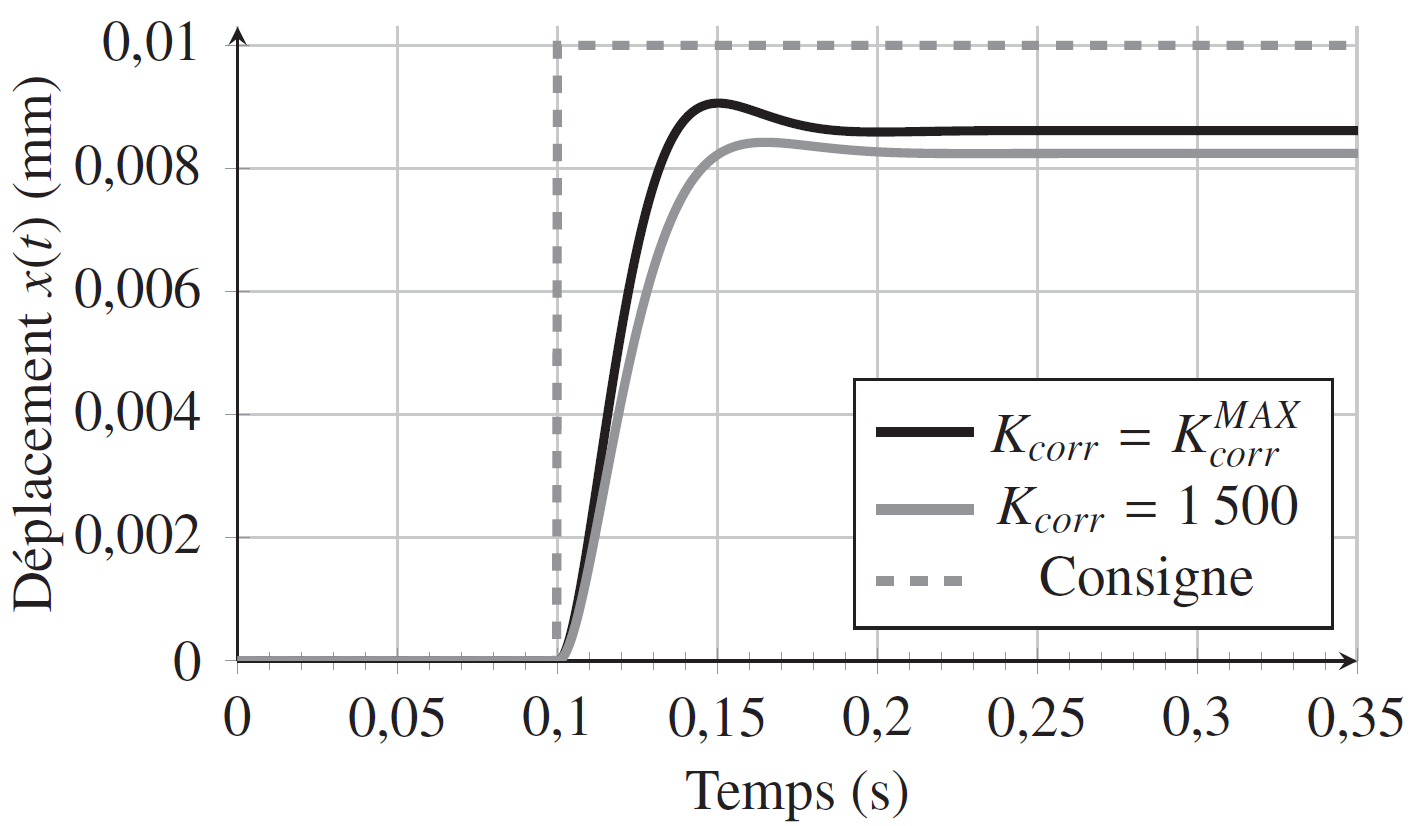 Déplacement x(t) (mm)
0,01
0,008
0,006
0,004
0,002
0
0 0,05 0,1 0,15 0,2 0,25 0,3 0,35
Temps (s)
K_corr = K_corr^MAX
K_corr = 1 500
Consigne